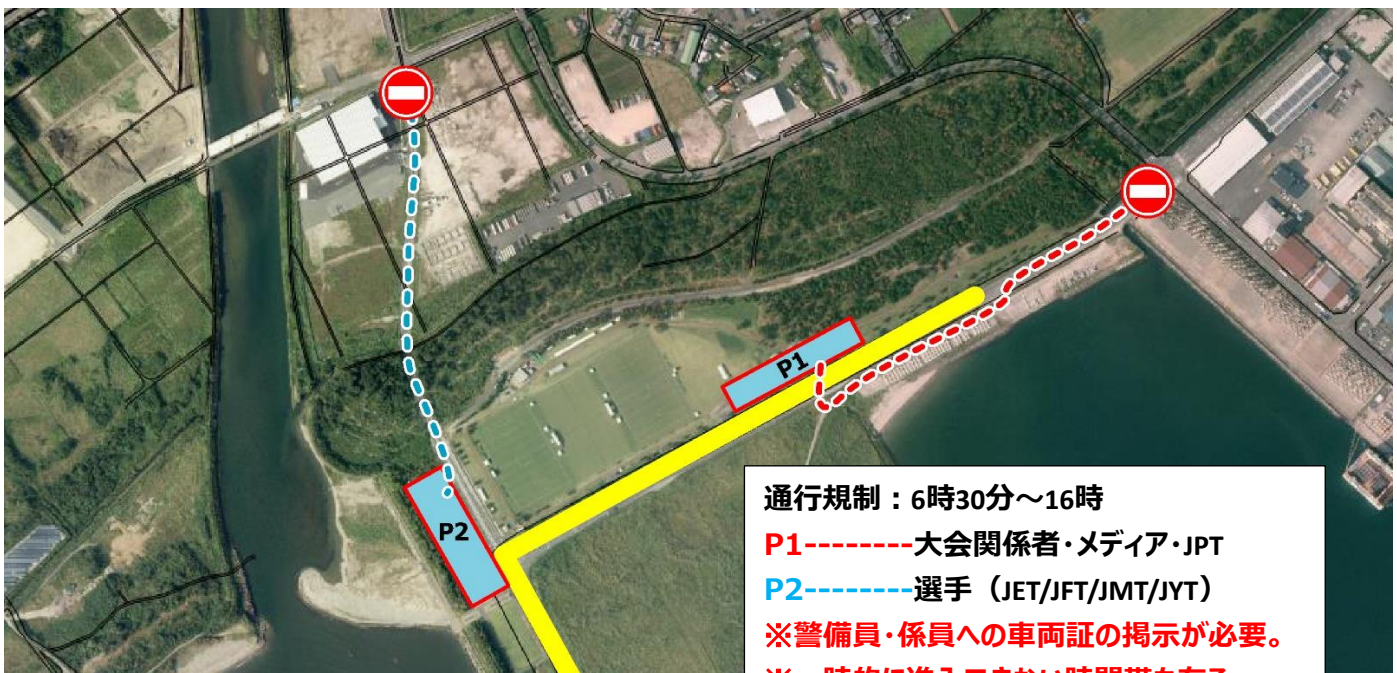 P1
P2
通行規制：6時30分～16時
P1--------大会関係者・メディア・JPT
P2--------選手（JET/JFT/JMT/JYT）
※警備員・係員への車両証の掲示が必要。